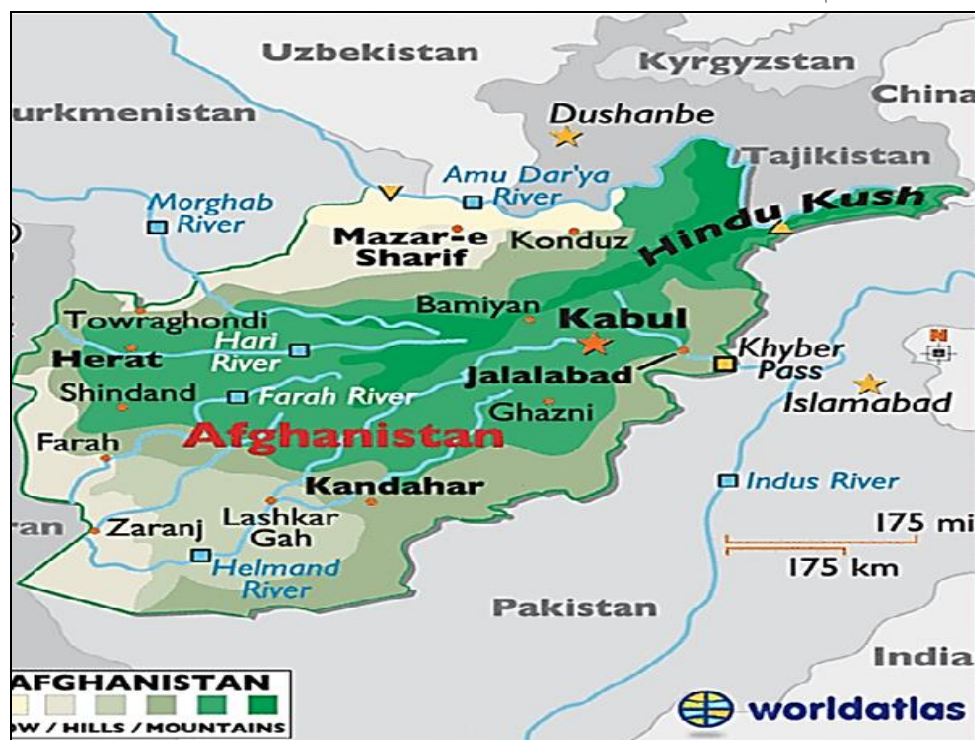 Uzbekistan
Kyrgyzstan
China
urkmenistan
Dushanbe
Tajikistan
Amu Dar'ya
River
Morghab
River
Hindu Kush
Mazar-e
Sharif
Konduz
Bamiyan
Kabul
Towraghondi
Hari
River
Herat
Khyber
Pass
Jalalabad
Shindand
Farah River
Ghazni
Islamabad
Afghanistan
Farah
Kandahar
Indus River
ran
Zaranj
Lashkar
Gah
175 mi
175 km
Helmand
River
Pakistan
India
N
AFGHANISTAN
OW / HILLS / MOUNTAINS
worldatlas